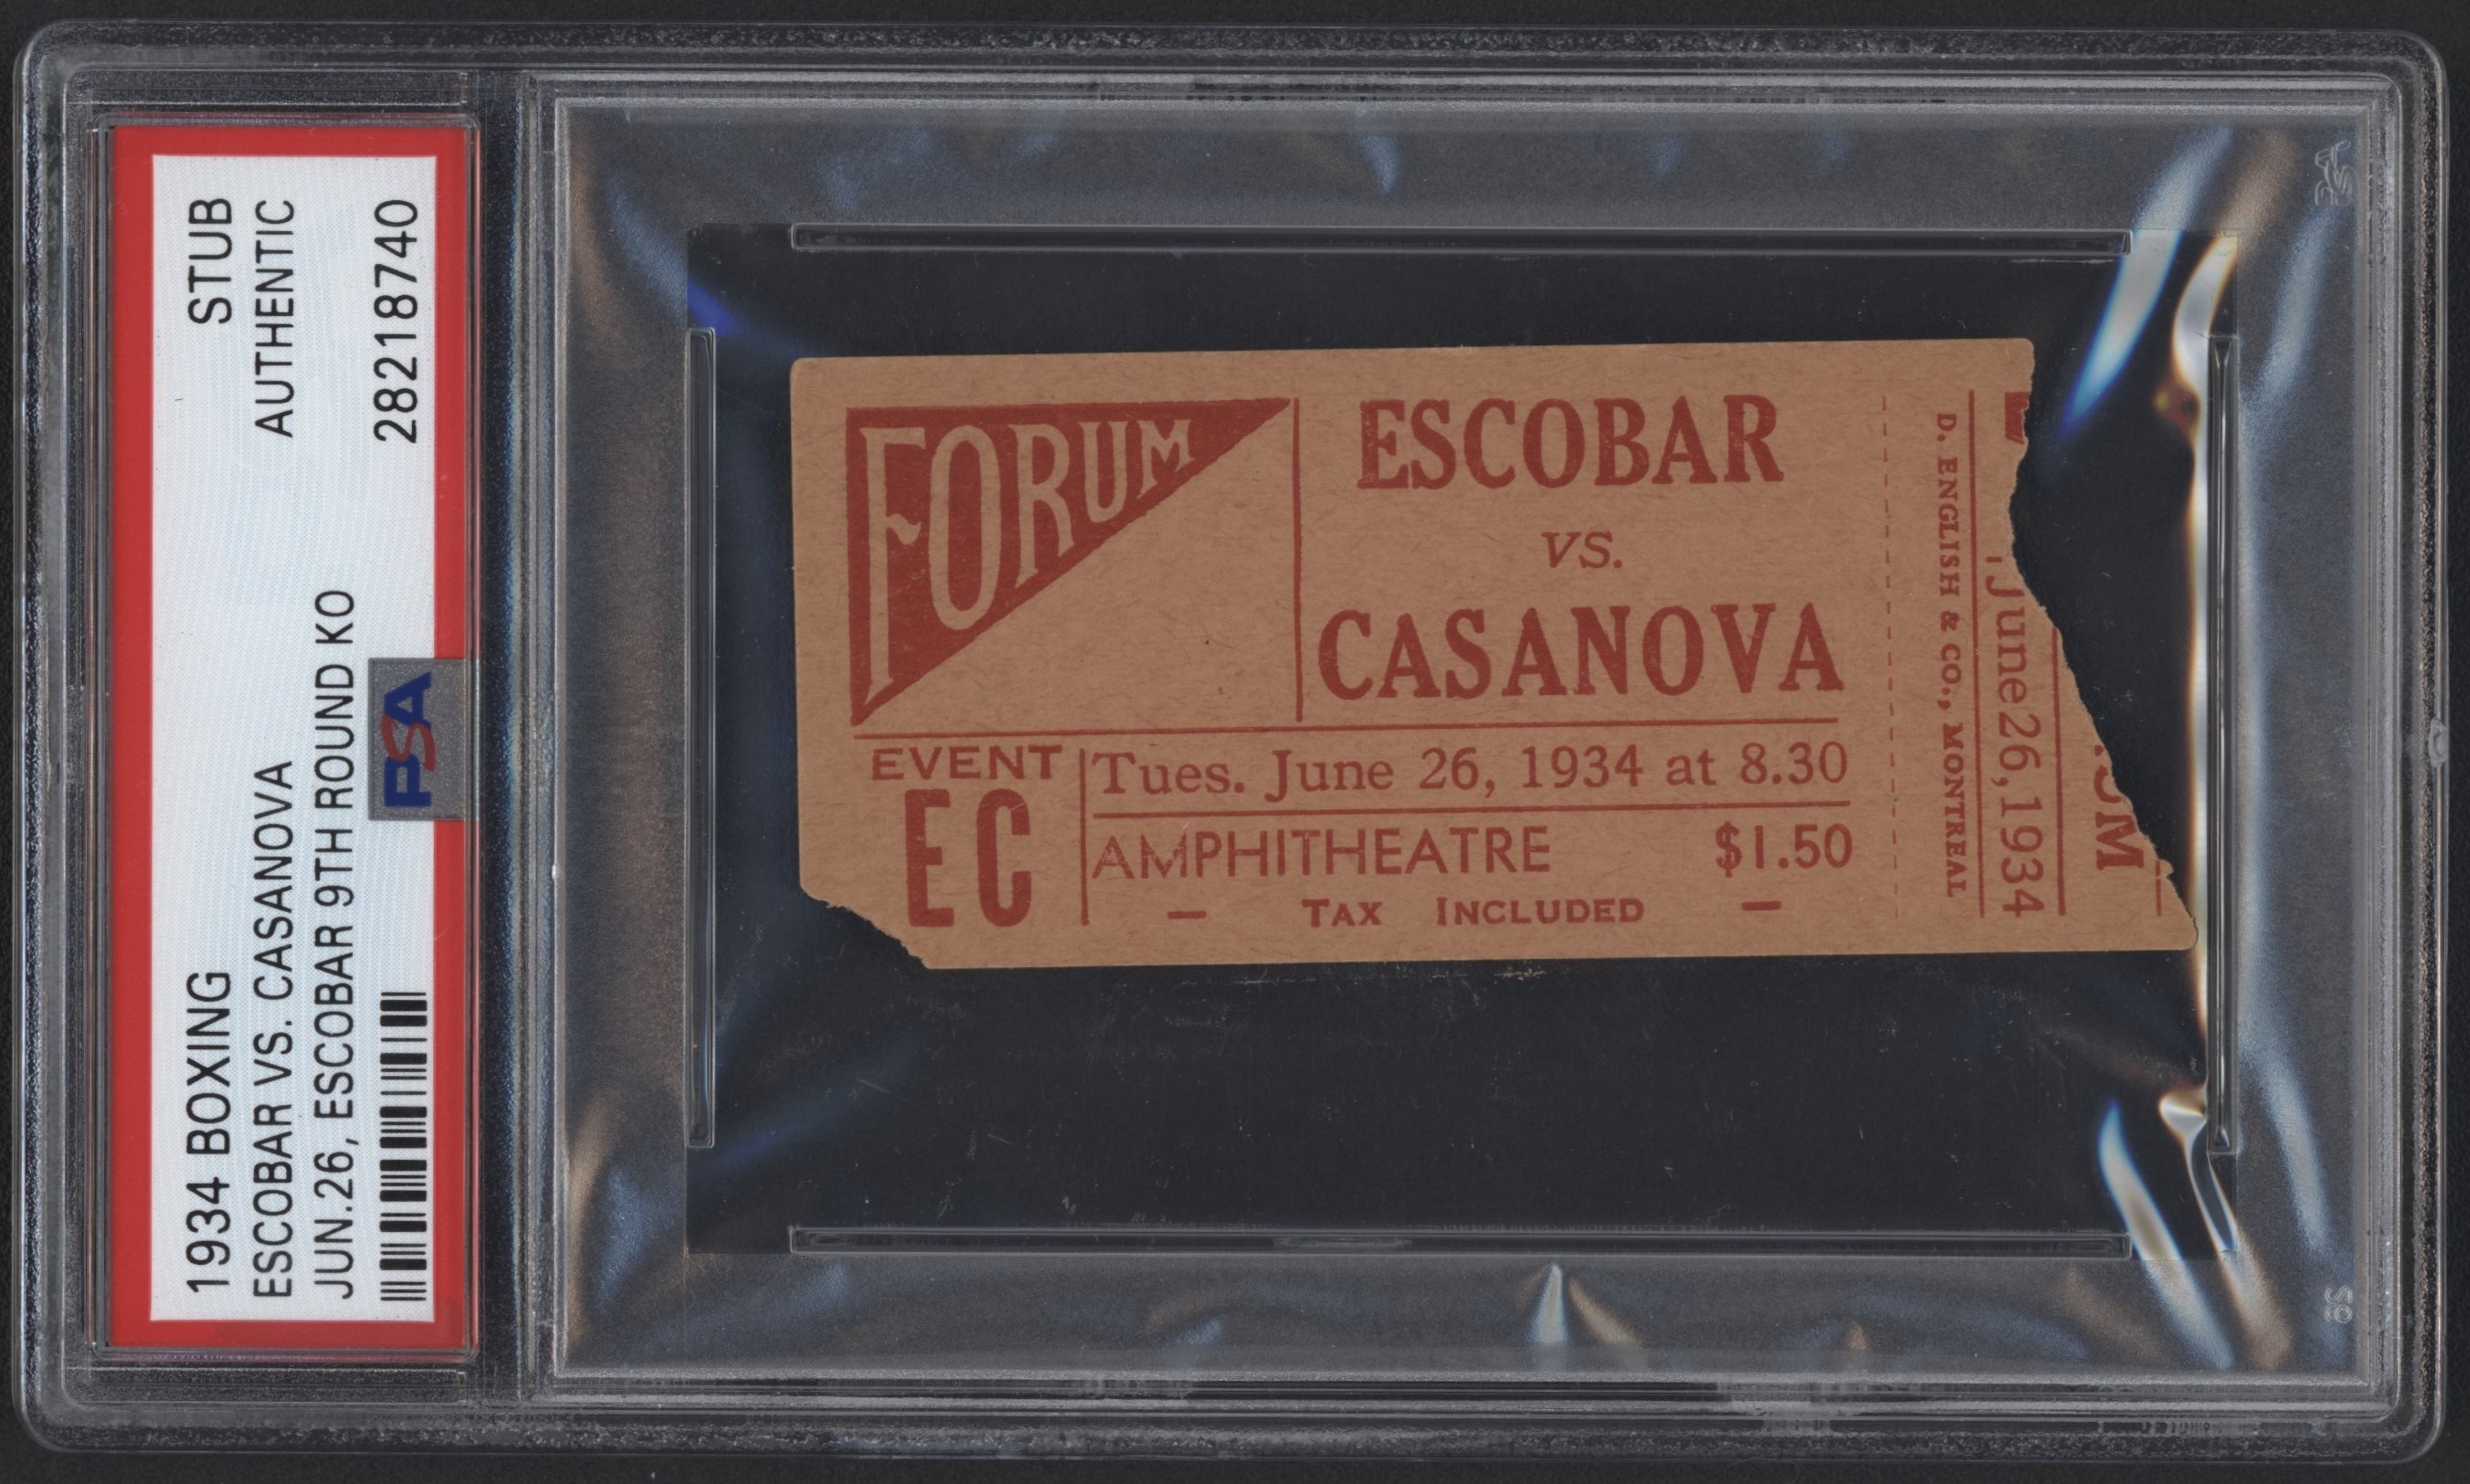 1934 BOXING STUB
ESCOBAR VS. CASANOVA AUTHENTIC
JUN.26, ESCOBAR 9TH ROUND KO
28218740
PSA
FORUM
ESCOBAR
VS.
CASANOVA
EVENT
EC
Tues. June 26, 1934 at 8.30
AMPHITHEATRE $1.50
— TAX INCLUDED —
D. ENGLISH & CO., MONTREAL
June 26, 1934